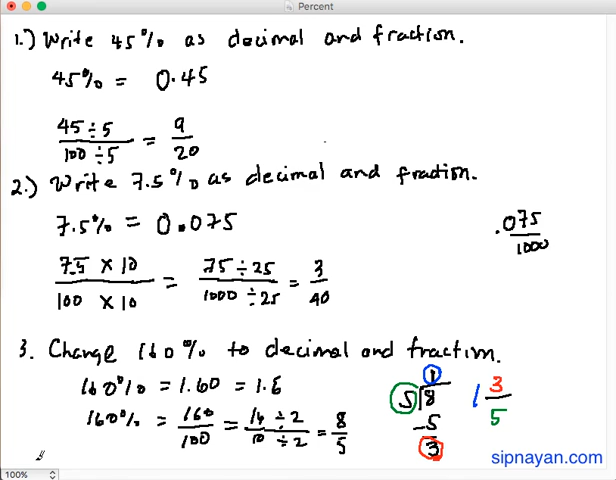 Percent
1.) Write 45% as decimal and fraction.
45% = 0.45
45 ÷ 5 / 100 ÷ 5 = 9/20
2.) Write 7.5% as decimal and fraction.
7.5% = 0.075
.075/1000
7.5 × 10 / 100 × 10 = 75 ÷ 25 / 1000 ÷ 25 = 3/40
3. Change 160% to decimal and fraction.
160% = 1.60 = 1.6
160% = 160/100 = 16 ÷ 2 / 10 ÷ 2 = 8/5
1
5 8
-5
3
1 3/5
sipnayan.com
100%